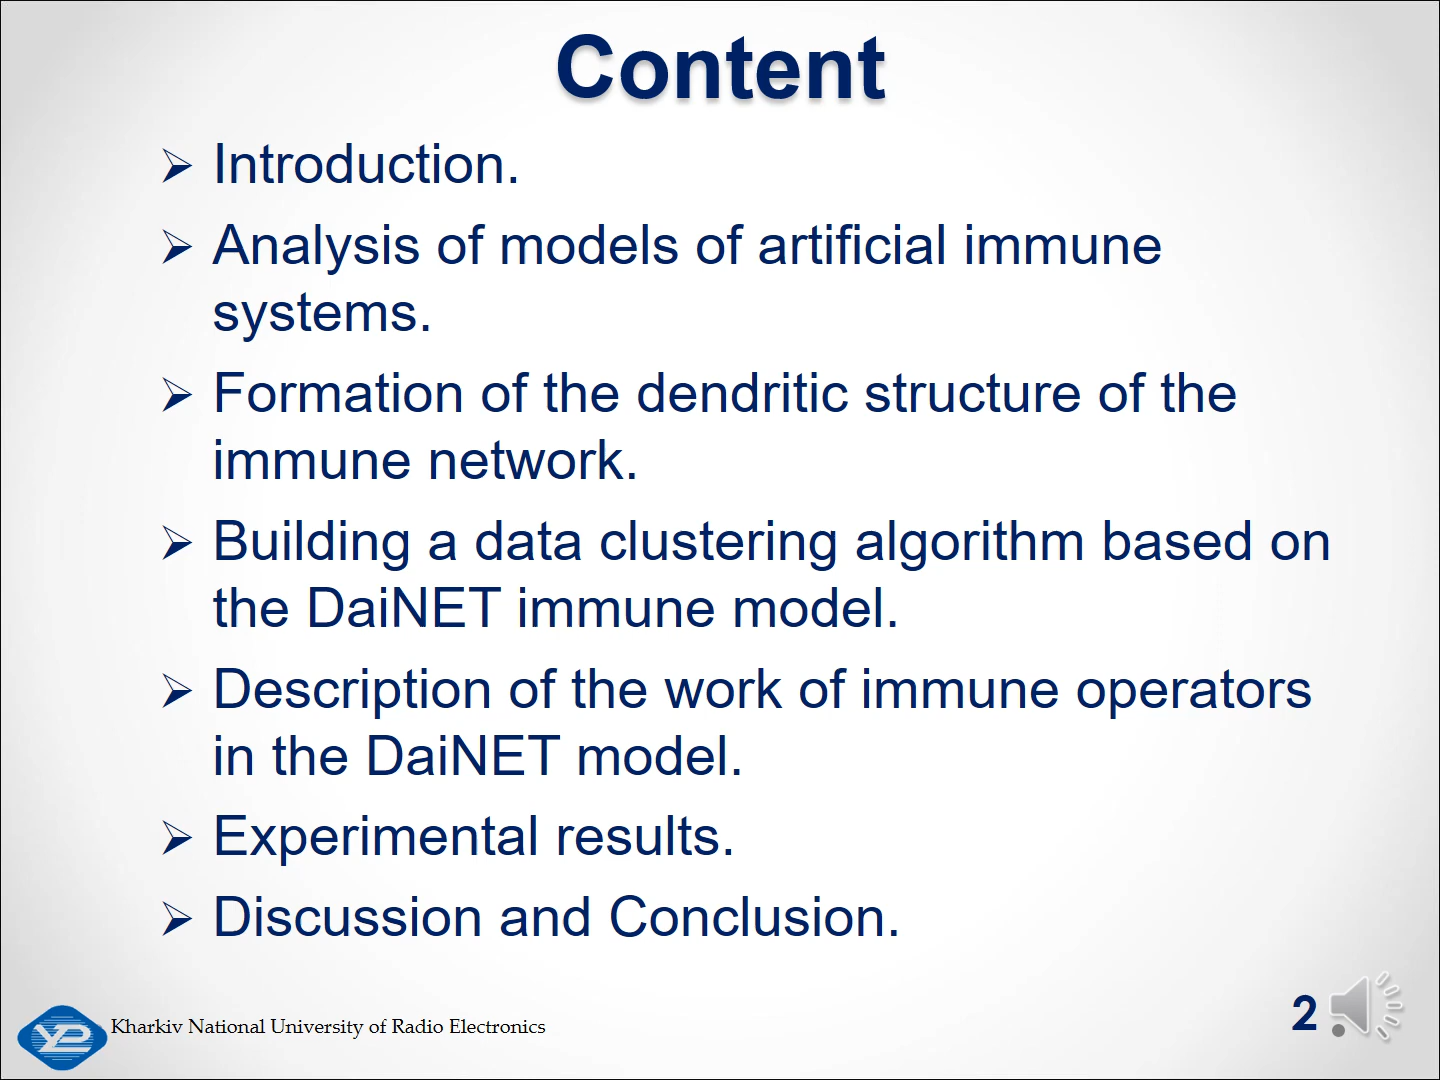 Content
Introduction.
Analysis of models of artificial immune
systems.
Formation of the dendritic structure of the
immune network.
Building a data clustering algorithm based on
the DaiNET immune model.
Description of the work of immune operators
in the DaiNET model.
Experimental results.
Discussion and Conclusion.
Kharkiv National University of Radio Electronics
2